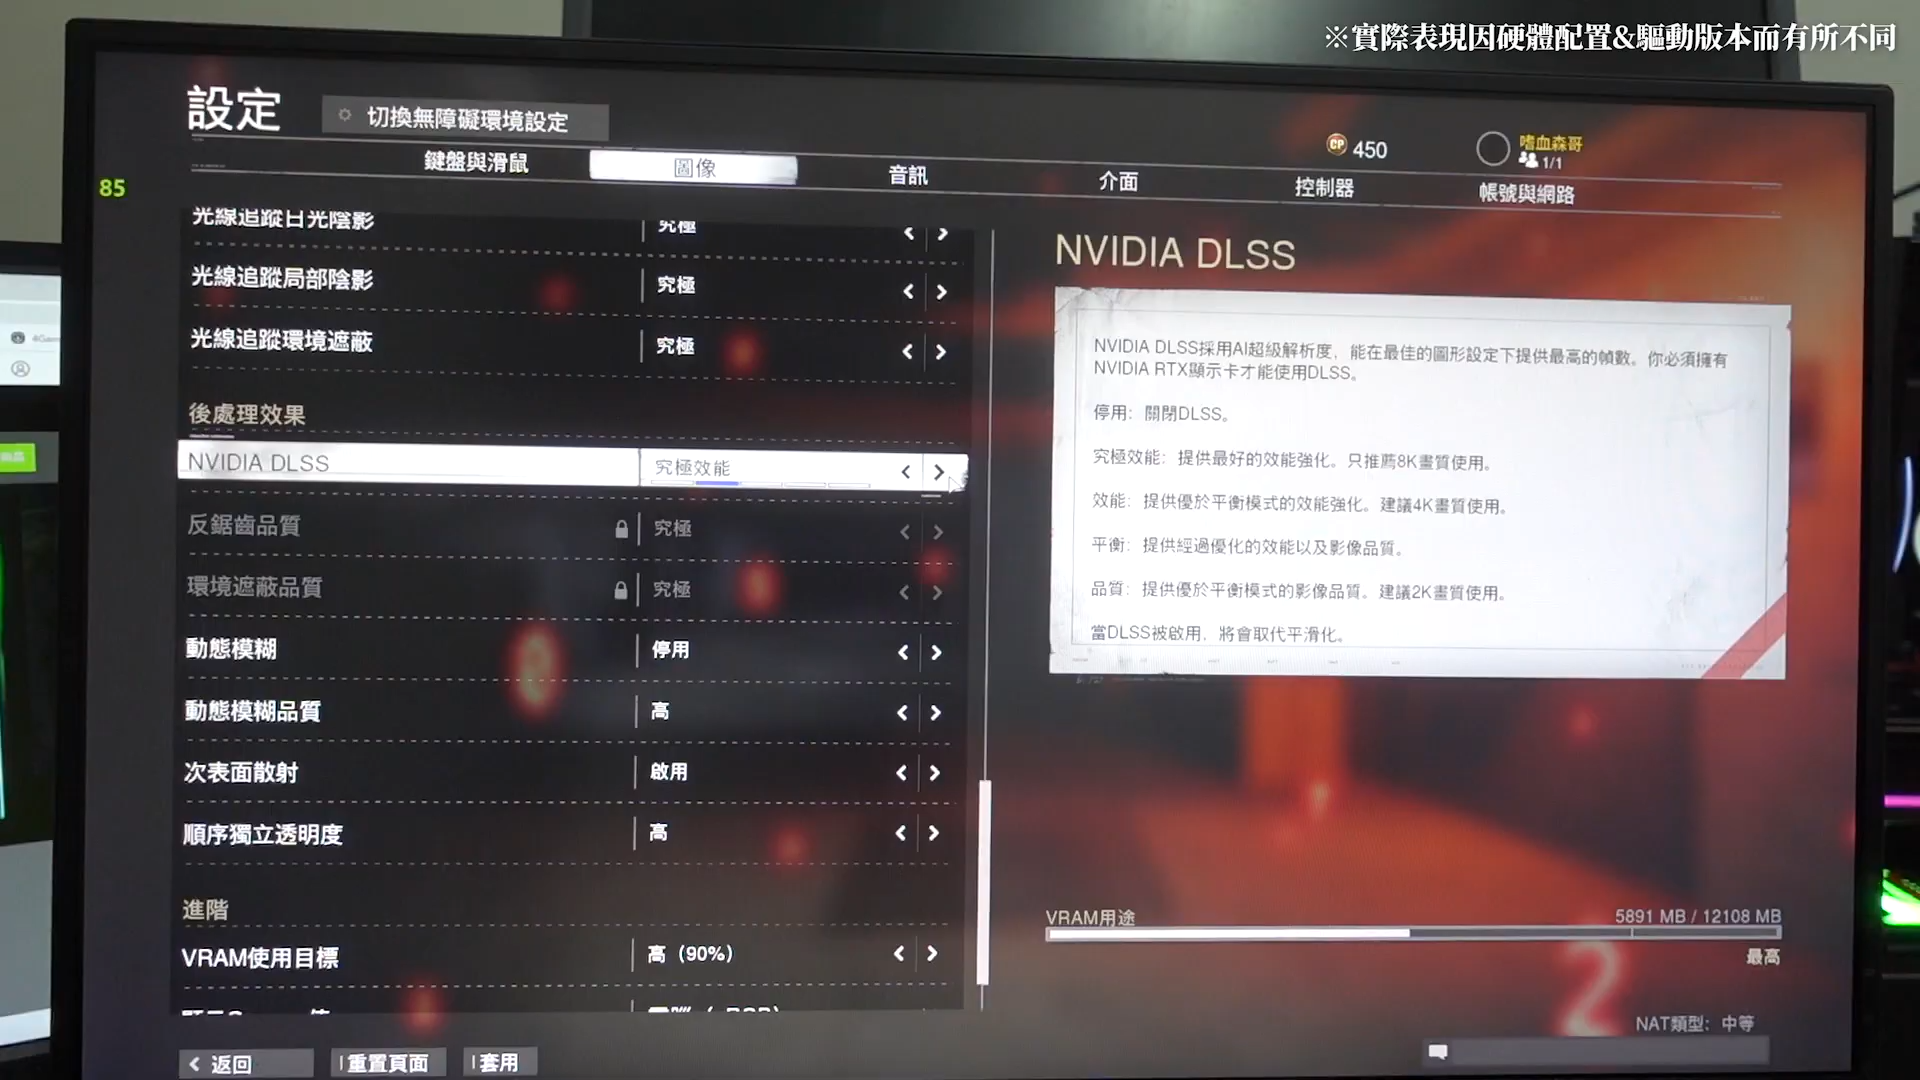 ※實際表現因硬體配置&驅動版本而有所不同
設定
切換無障礙環境設定
CP 450
嗜血森哥
1/1
鍵盤與滑鼠
圖像
音訊
介面
控制器
帳號與網路
85
光線追蹤日光陰影 究極
光線追蹤局部陰影 究極
光線追蹤環境遮蔽 究極
後處理效果
NVIDIA DLSS 究極效能
反鋸齒品質 究極
環境遮蔽品質 究極
動態模糊 停用
動態模糊品質 高
次表面散射 啟用
順序獨立透明度 高
進階
VRAM使用目標 高 (90%)
返回
重置頁面
套用
NVIDIA DLSS
NVIDIA DLSS採用AI超級解析度，能在最佳的圖形設定下提供最高的幀數。你必須擁有
NVIDIA RTX顯示卡才能使用DLSS。
停用：關閉DLSS。
究極效能：提供最好的效能強化。只推薦8K畫質使用。
效能：提供優於平衡模式的效能強化。建議4K畫質使用。
平衡：提供經過優化的效能以及影像品質。
品質：提供優於平衡模式的影像品質。建議2K畫質使用。
當DLSS被啟用，將會取代平滑化。
VRAM用途
5891 MB / 12108 MB
最高
2
NAT類型：中等